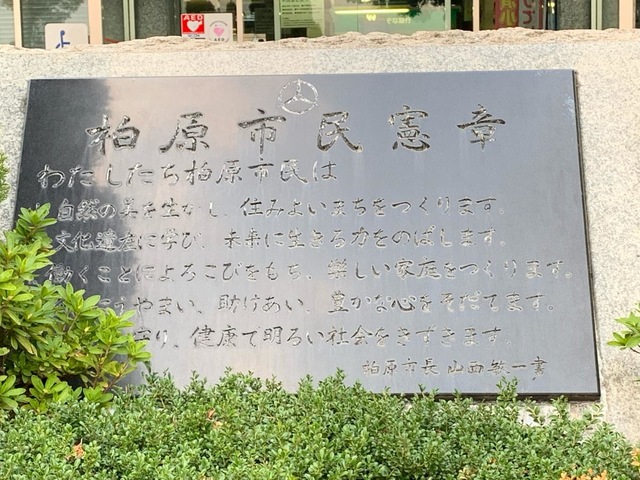 AED
AED
柏原市民憲章
わたしたち柏原市民は
自然の美を生かし、住みよいまちをつくります。
文化遺産に学び、未来に生きる力をのばします。
働くことによろこびをもち、楽しい家庭をつくります。
うやまい、助けあい、豊かな心をそだてます。
り、健康で明るい社会をきずきます。
柏原市長 山西敏一書